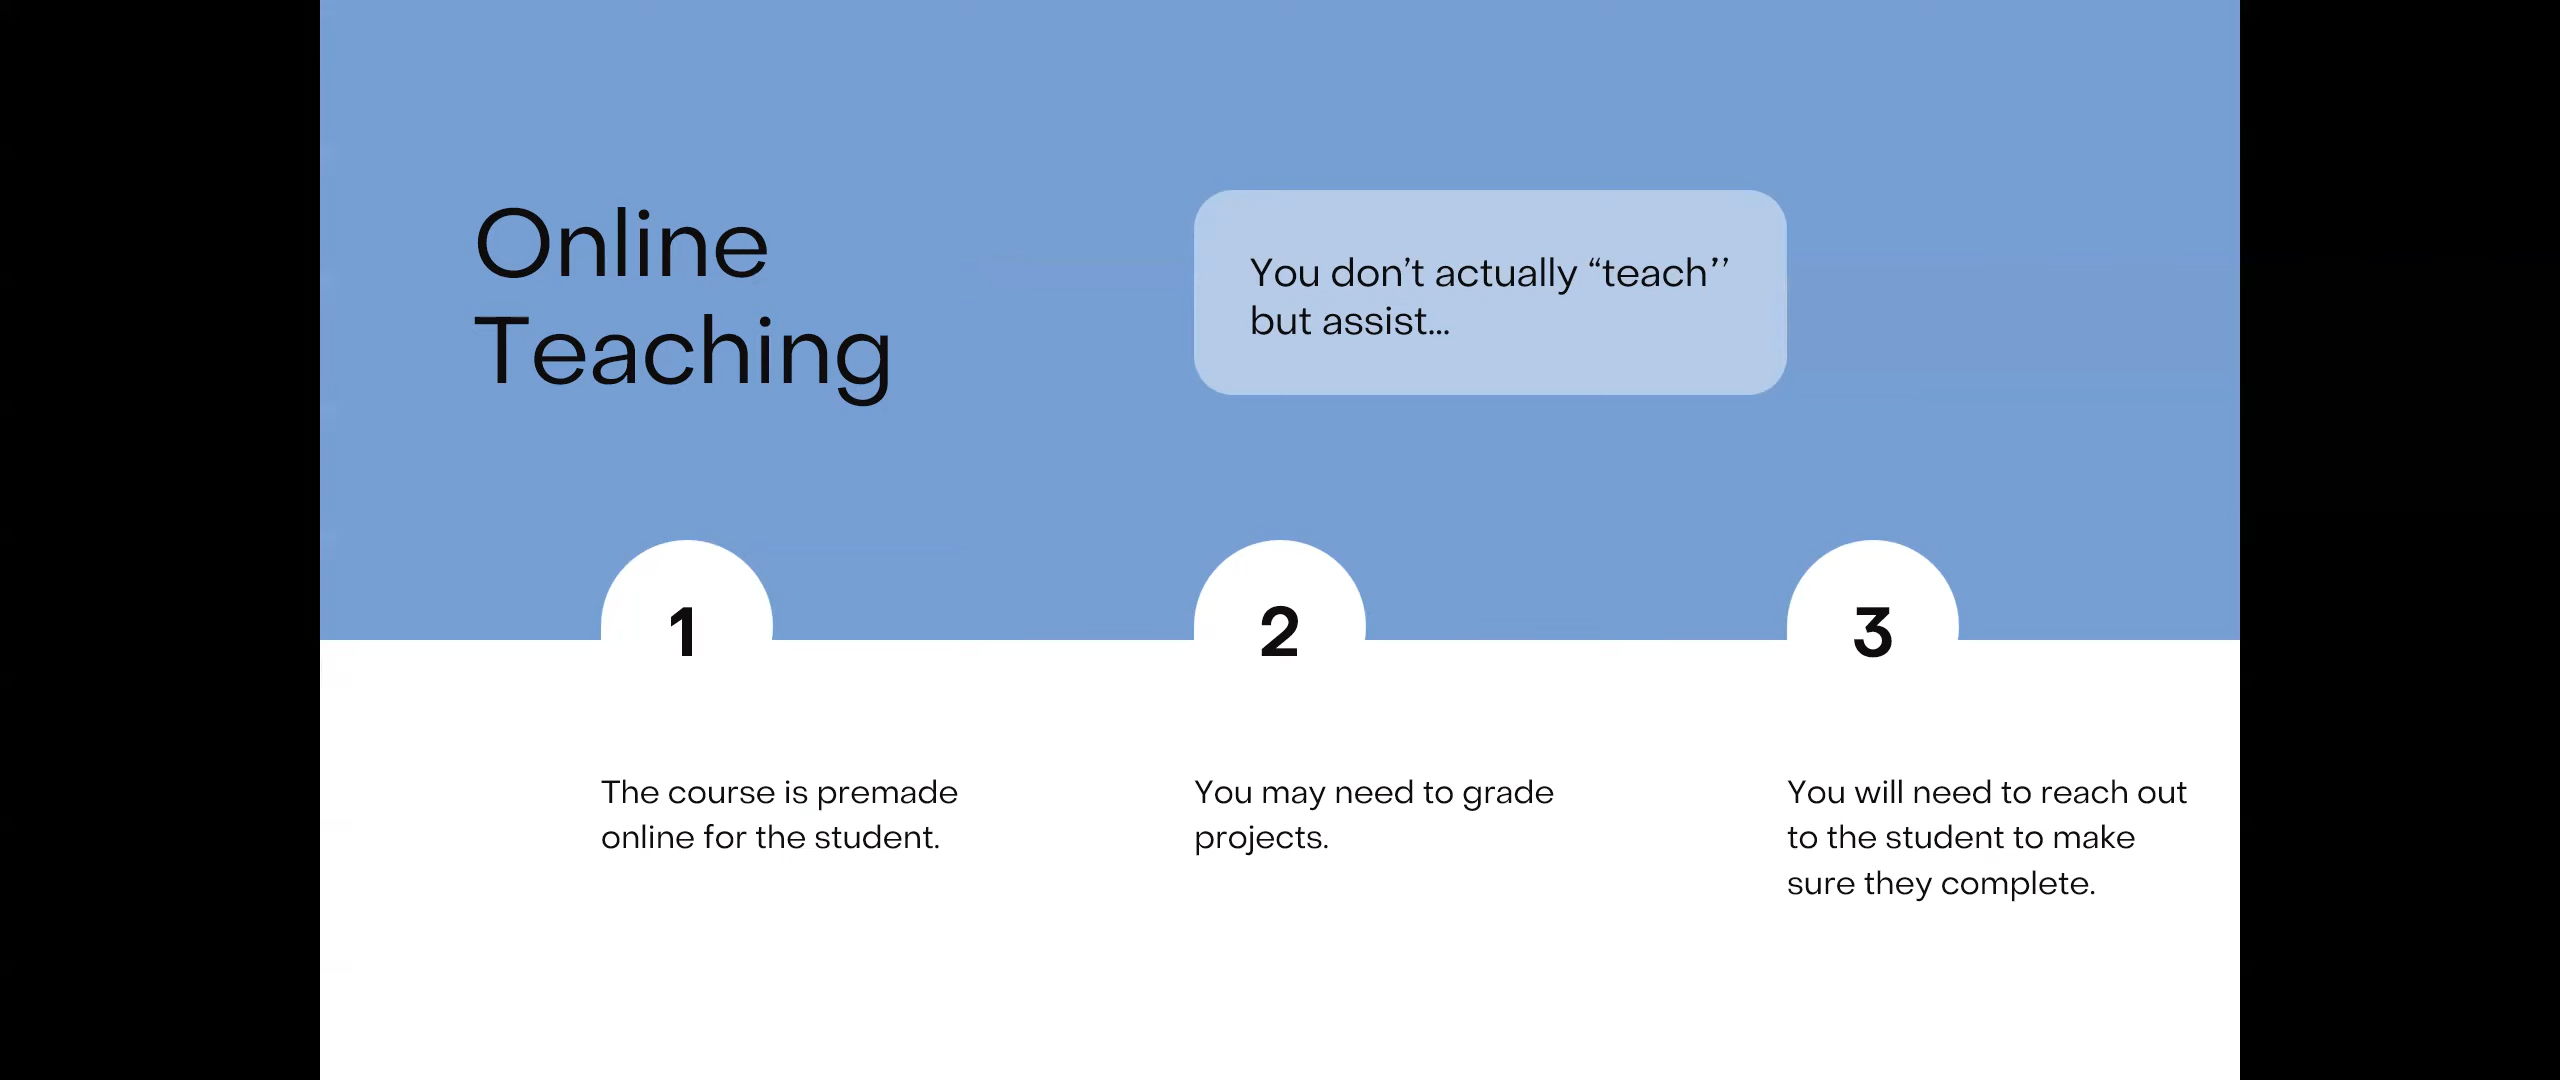 Online
Teaching
You don’t actually “teach’’
but assist...
1
The course is premade
online for the student.
2
You may need to grade
projects.
3
You will need to reach out
to the student to make
sure they complete.